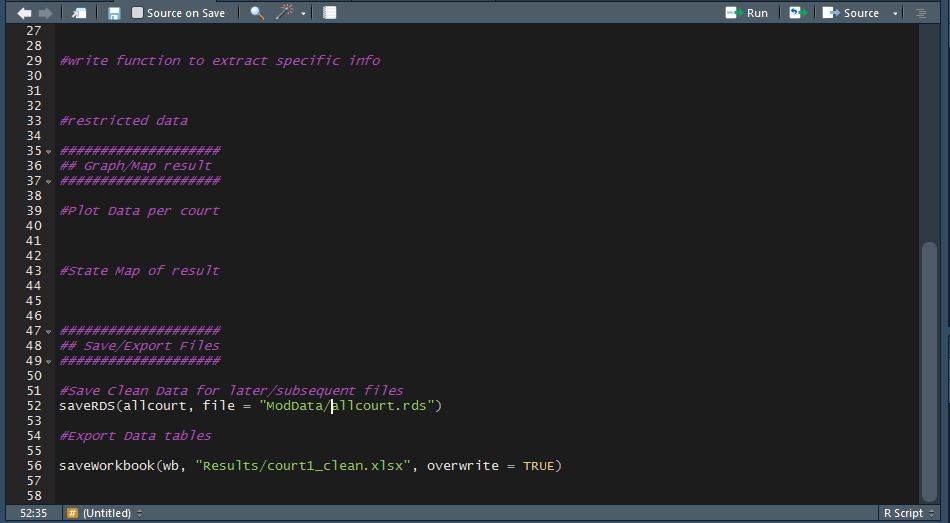 Source on Save Run Source
27
28
29 #write function to extract specific info
30
31
32
33 #restricted data
34
35 ####################
36 ## Graph/Map result
37 ####################
38
39 #Plot Data per court
40
41
42
43 #State Map of result
44
45
46
47 ####################
48 ## Save/Export Files
49 ####################
50
51 #Save Clean Data for later/subsequent files
52 saveRDS(allcourt, file = "ModData/allcourt.rds")
53
54 #Export Data tables
55
56 saveWorkbook(wb, "Results/court1_clean.xlsx", overwrite = TRUE)
57
58
52:35 # (Untitled) R Script